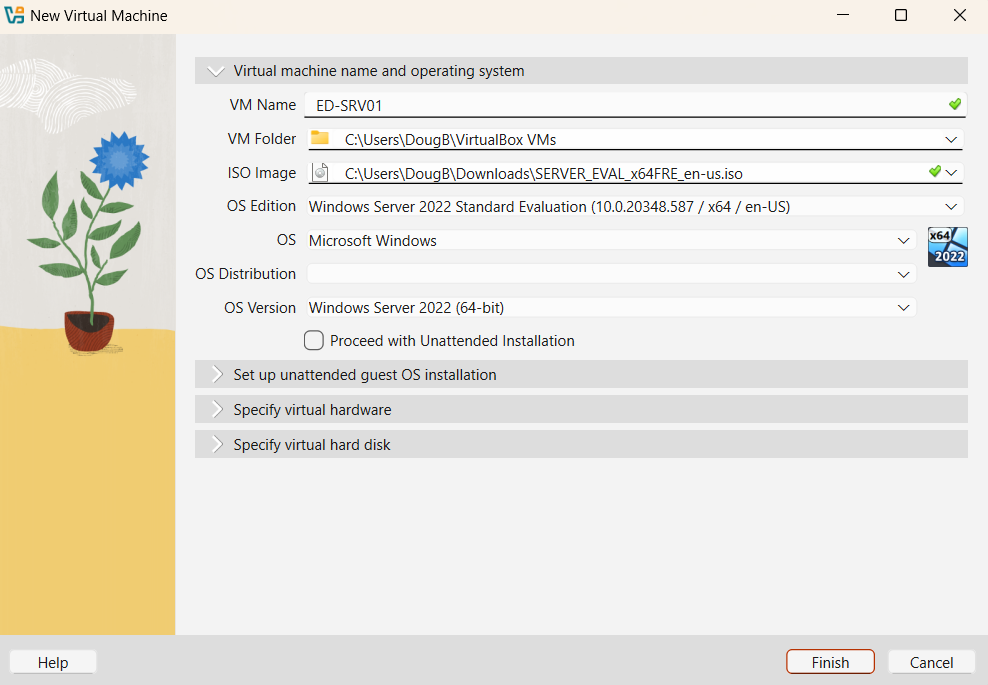 New Virtual Machine
Virtual machine name and operating system
VM Name ED-SRV01
VM Folder C:\Users\DougB\VirtualBox VMs
ISO Image C:\Users\DougB\Downloads\SERVER_EVAL_x64FRE_en-us.iso
OS Edition Windows Server 2022 Standard Evaluation (10.0.20348.587 / x64 / en-US)
OS Microsoft Windows
x64
2022
OS Distribution
OS Version Windows Server 2022 (64-bit)
Proceed with Unattended Installation
Set up unattended guest OS installation
Specify virtual hardware
Specify virtual hard disk
Help Finish Cancel